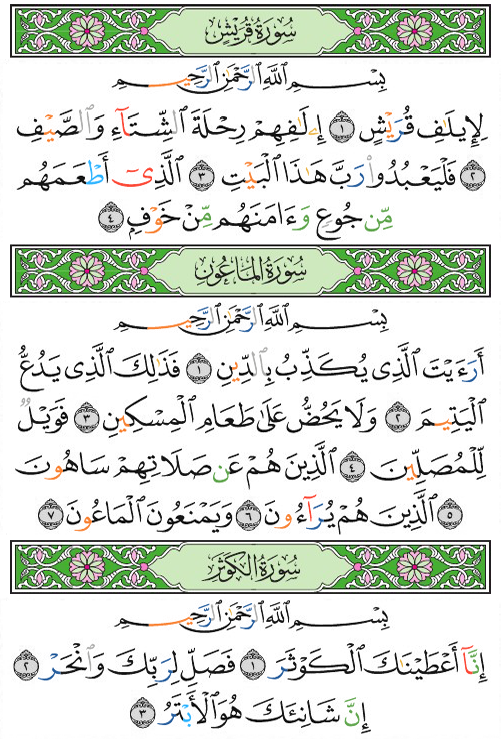 سُورَةُ قُرَيْشٍ
بِسْمِ ٱللَّهِ ٱلرَّحْمَٰنِ ٱلرَّحِيمِ
لِإِيلَٰفِ قُرَيْشٍ ١ إِۦلَٰفِهِمْ رِحْلَةَ ٱلشِّتَآءِ وَٱلصَّيْفِ
٢ فَلْيَعْبُدُوا۟ رَبَّ هَٰذَا ٱلْبَيْتِ ٣ ٱلَّذِىٓ أَطْعَمَهُم
مِّن جُوعٍ وَءَامَنَهُم مِّنْ خَوْفٍۭ ٤
سُورَةُ المَاعُونِ
بِسْمِ ٱللَّهِ ٱلرَّحْمَٰنِ ٱلرَّحِيمِ
أَرَءَيْتَ ٱلَّذِى يُكَذِّبُ بِٱلدِّينِ ١ فَذَٰلِكَ ٱلَّذِى يَدُعُّ
ٱلْيَتِيمَ ٢ وَلَا يَحُضُّ عَلَىٰ طَعَامِ ٱلْمِسْكِينِ ٣ فَوَيْلٌ
لِّلْمُصَلِّينَ ٤ ٱلَّذِينَ هُمْ عَن صَلَاتِهِمْ سَاهُونَ
٥ ٱلَّذِينَ هُمْ يُرَآءُونَ ٦ وَيَمْنَعُونَ ٱلْمَاعُونَ ٧
سُورَةُ الكَوْثَرِ
بِسْمِ ٱللَّهِ ٱلرَّحْمَٰنِ ٱلرَّحِيمِ
إِنَّآ أَعْطَيْنَٰكَ ٱلْكَوْثَرَ ١ فَصَلِّ لِرَبِّكَ وَٱنْحَرْ ٢
إِنَّ شَانِئَكَ هُوَ ٱلْأَبْتَرُ ٣